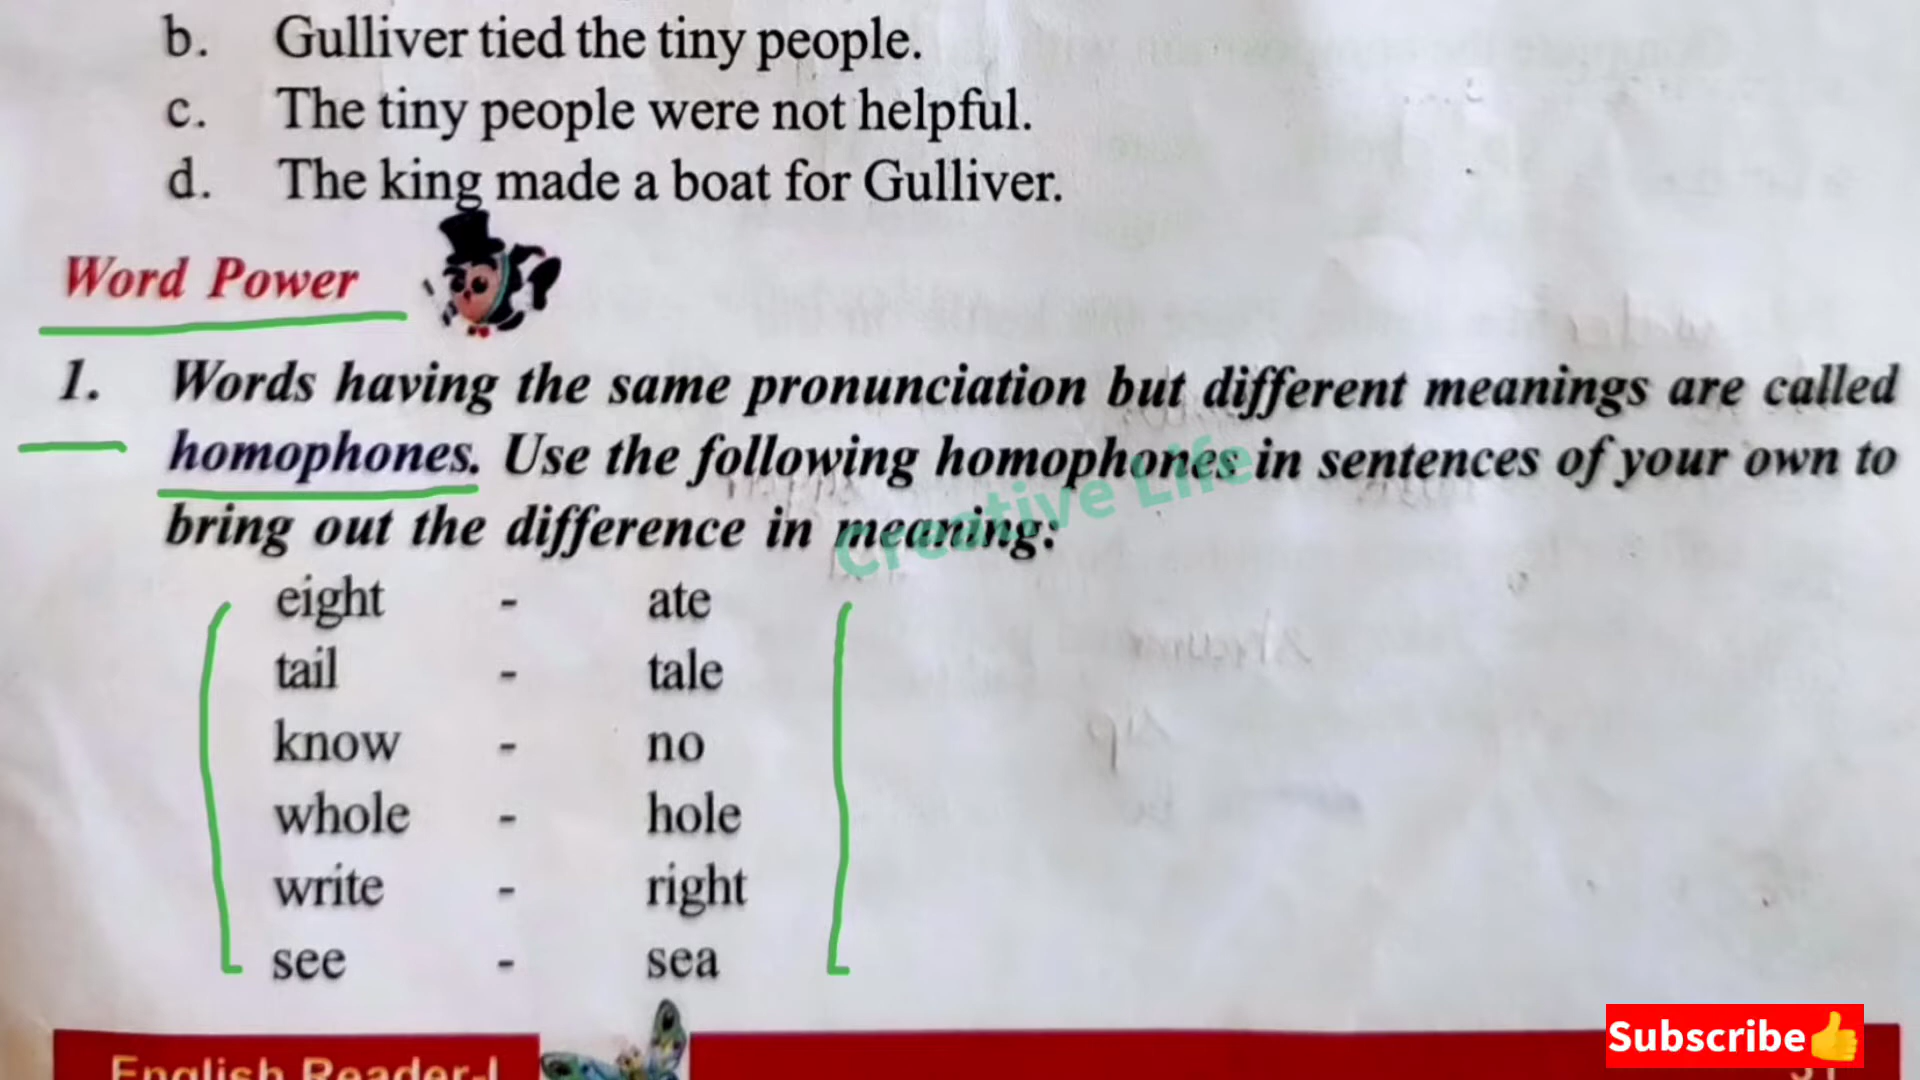 b. Gulliver tied the tiny people.
c. The tiny people were not helpful.
d. The king made a boat for Gulliver.
Word Power
1. Words having the same pronunciation but different meanings are called
homophones. Use the following homophones in sentences of your own to
bring out the difference in meaning:
Creative Life
eight - ate
tail - tale
know - no
whole - hole
write - right
see - sea
English Reader-I
Subscribe👍